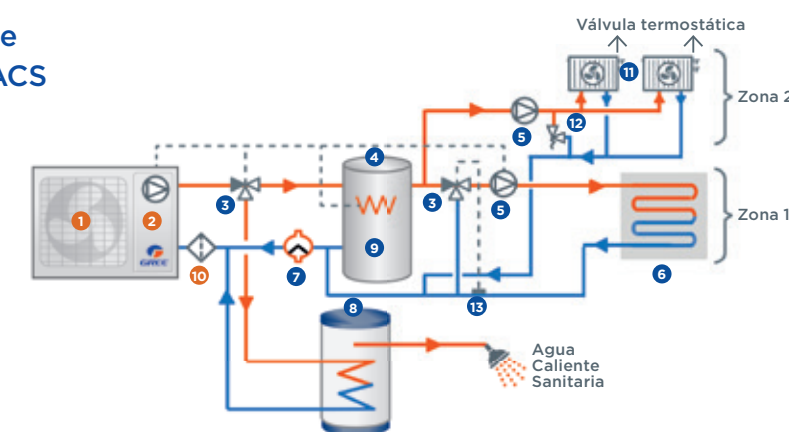 e
ACS
Válvula termostática
11
Zona 2
5
12
4
1
2
3
3
5
Zona 1
9
GREE
10
7
6
8
13
Agua
Caliente
Sanitaria